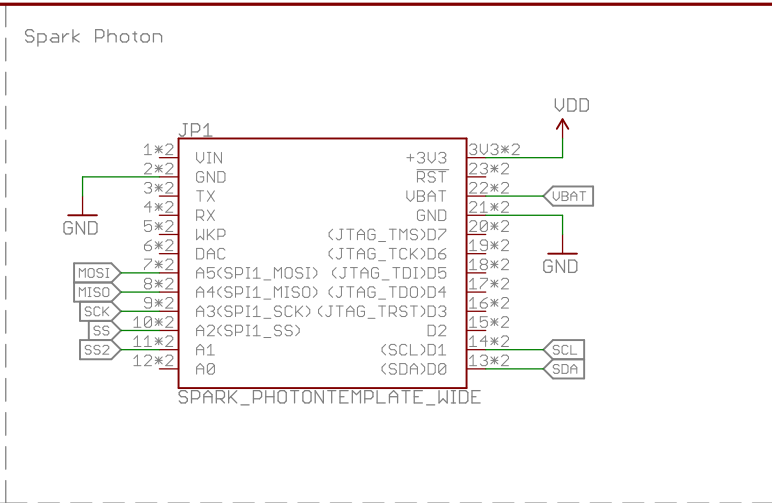 Spark Photon
VDD
JP1
1*2 VIN +3V3 3V3*2
2*2 GND RST 23*2
3*2 TX VBAT 22*2 VBAT
4*2 RX GND 21*2
GND
5*2 WKP (JTAG_TMS)D7 20*2
6*2 DAC (JTAG_TCK)D6 19*2
GND
MOSI 7*2 A5(SPI1_MOSI) (JTAG_TDI)D5 18*2
MISO 8*2 A4(SPI1_MISO) (JTAG_TDO)D4 17*2
SCK 9*2 A3(SPI1_SCK) (JTAG_TRST)D3 16*2
SS 10*2 A2(SPI1_SS) D2 15*2
SS2 11*2 A1 (SCL)D1 14*2 SCL
12*2 A0 (SDA)D0 13*2 SDA
SPARK_PHOTONTEMPLATE_WIDE